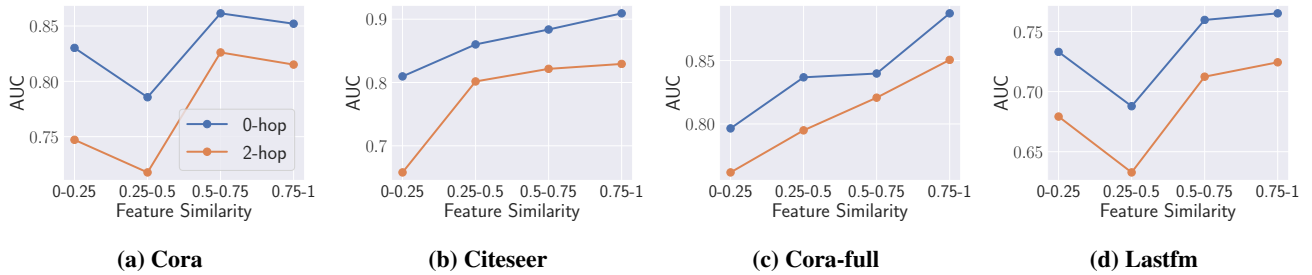 0.85
0.80
0.75
AUC
0-hop
2-hop
0-0.25 0.25-0.5 0.5-0.75 0.75-1
Feature Similarity
(a) Cora
0.9
0.8
0.7
AUC
0-0.25 0.25-0.5 0.5-0.75 0.75-1
Feature Similarity
(b) Citeseer
0.85
0.80
AUC
0-0.25 0.25-0.5 0.5-0.75 0.75-1
Feature Similarity
(c) Cora-full
0.75
0.70
0.65
AUC
0-0.25 0.25-0.5 0.5-0.75 0.75-1
Feature Similarity
(d) Lastfm